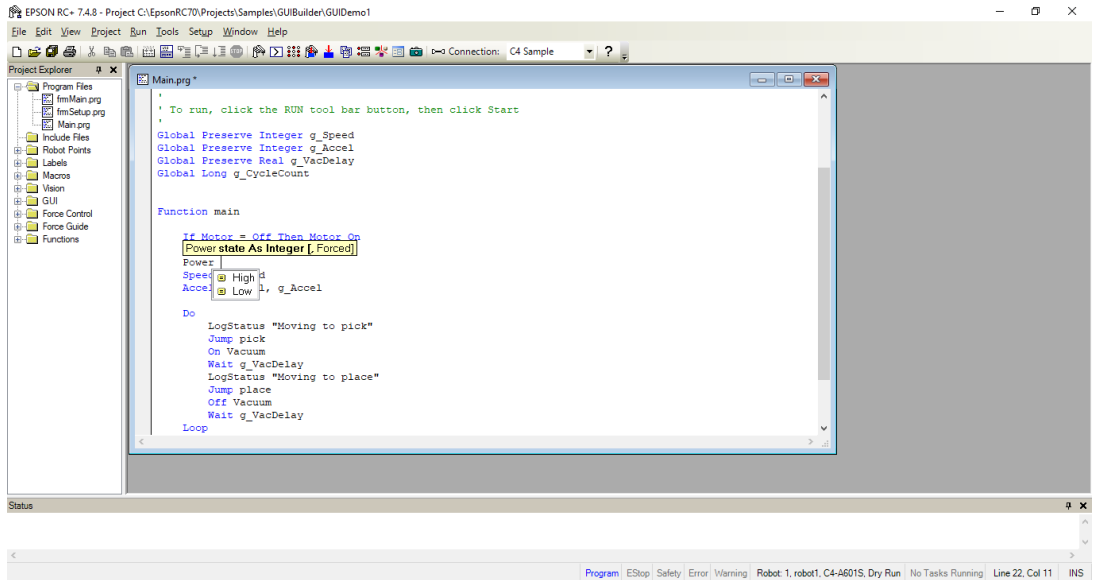 EPSON RC+ 7.4.8 - Project C:\EpsonRC70\Projects\Samples\GUIBuilder\GUIDemo1
File Edit View Project Run Tools Setup Window Help
Connection: C4 Sample
Project Explorer
Program Files
frmMain.prg
frmSetup.prg
Main.prg
Include Files
Robot Points
Labels
Macros
Vision
GUI
Force Control
Force Guide
Functions
Main.prg *
'
' To run, click the RUN tool bar button, then click Start
'
Global Preserve Integer g_Speed
Global Preserve Integer g_Accel
Global Preserve Real g_VacDelay
Global Long g_CycleCount
Function main
If Motor = Off Then Motor On
Power state As Integer [, Forced]
Power
High
Low
Speed d
Accel l, g_Accel
Do
LogStatus "Moving to pick"
Jump pick
On Vacuum
Wait g_VacDelay
LogStatus "Moving to place"
Jump place
Off Vacuum
Wait g_VacDelay
Loop
Status
Program EStop Safety Error Warning Robot: 1, robot1, C4-A601S, Dry Run No Tasks Running Line 22, Col 11 INS